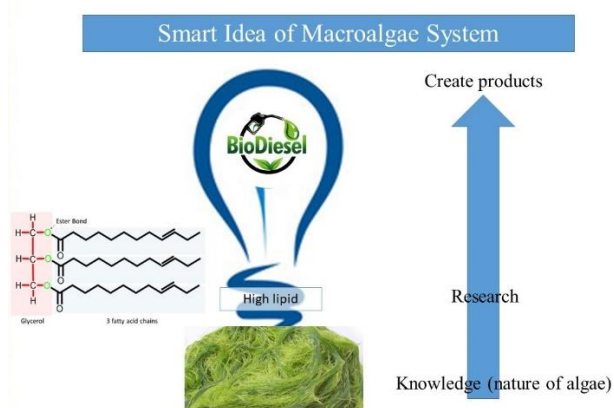 Smart Idea of Macroalgae System
Create products
BioDiesel
Ester Bond
H
H
C
O
O
H
C
O
O
H
C
O
H
O
Glycerol
3 fatty acid chains
High lipid
Research
Knowledge (nature of algae)